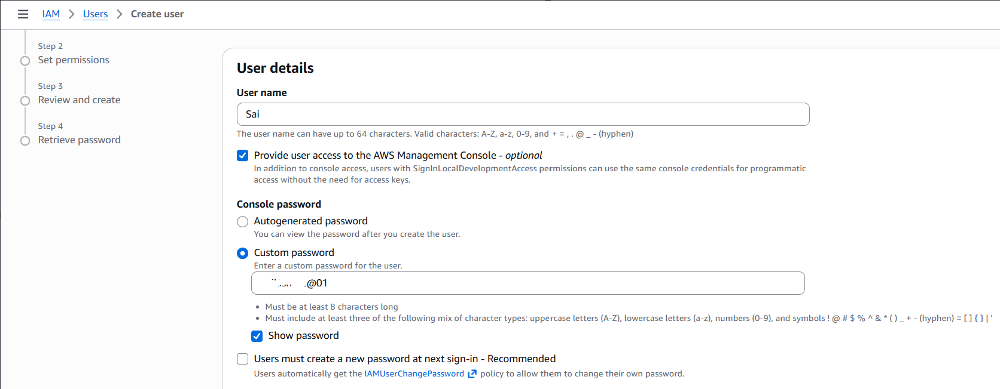 IAM > Users > Create user
Step 2
Set permissions
Step 3
Review and create
Step 4
Retrieve password
User details
User name
Sai
The user name can have up to 64 characters. Valid characters: A-Z, a-z, 0-9, and + = , . @ _ - (hyphen)
Provide user access to the AWS Management Console - optional
In addition to console access, users with SignInLocalDevelopmentAccess permissions can use the same console credentials for programmatic
access without the need for access keys.
Console password
Autogenerated password
You can view the password after you create the user.
Custom password
Enter a custom password for the user.
@01
Must be at least 8 characters long
Must include at least three of the following mix of character types: uppercase letters (A-Z), lowercase letters (a-z), numbers (0-9), and symbols ! @ # $ % ^ & * ( ) _ + - (hyphen) = [ ] { } | '
Show password
Users must create a new password at next sign-in - Recommended
Users automatically get the IAMUserChangePassword policy to allow them to change their own password.